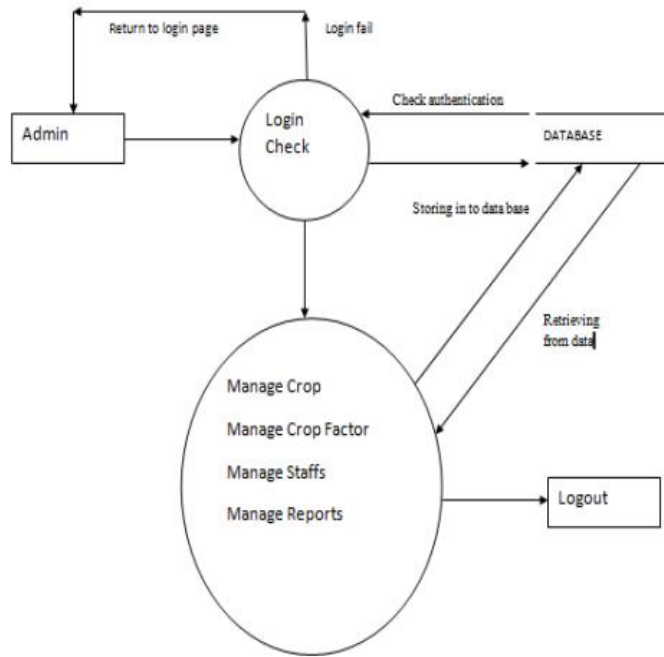 Return to login page
Login fail
Check authentication
Admin
Login
Check
DATABASE
Storing in to data base
Retrieving
from data
Manage Crop
Manage Crop Factor
Manage Staffs
Manage Reports
Logout